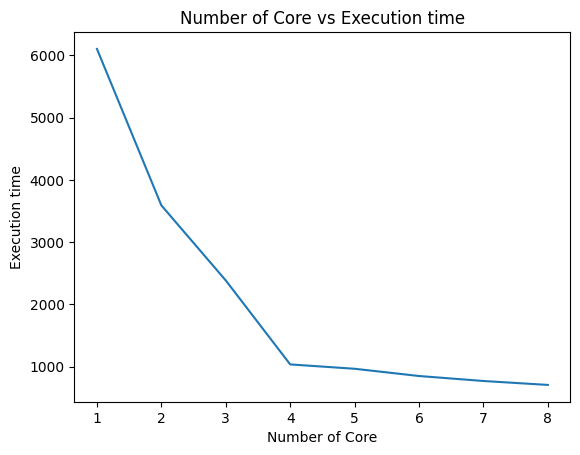 Number of Core vs Execution time
Execution time
6000
5000
4000
3000
2000
1000
1 2 3 4 5 6 7 8
Number of Core